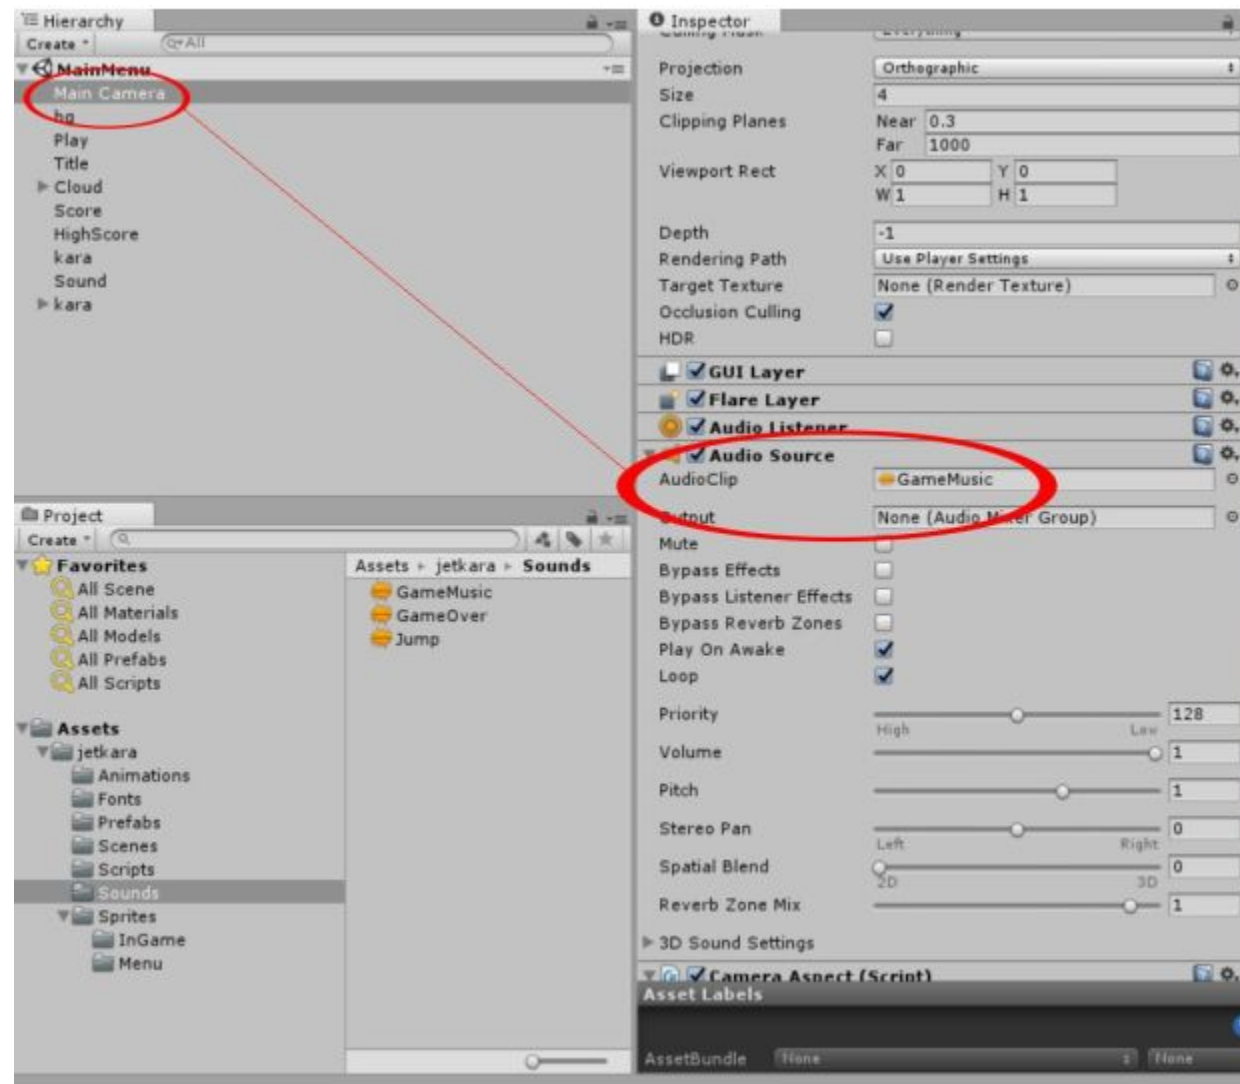 Hierarchy
Create
All
MainMenu
Main Camera
bg
Play
Title
Cloud
Score
HighScore
kara
Sound
kara
Project
Create
Favorites
All Scene
All Materials
All Models
All Prefabs
All Scripts
Assets
jetkara
Animations
Fonts
Prefabs
Scenes
Scripts
Sounds
Sprites
InGame
Menu
Assets jetkara Sounds
GameMusic
GameOver
Jump
Inspector
Culling Mask Everything
Projection Orthographic
Size 4
Clipping Planes Near 0.3
Far 1000
Viewport Rect X 0 Y 0
W 1 H 1
Depth -1
Rendering Path Use Player Settings
Target Texture None (Render Texture)
Occlusion Culling
HDR
GUI Layer
Flare Layer
Audio Listener
Audio Source
AudioClip GameMusic
Output None (Audio Mixer Group)
Mute
Bypass Effects
Bypass Listener Effects
Bypass Reverb Zones
Play On Awake
Loop
Priority 128
High Low
Volume 1
Pitch 1
Stereo Pan 0
Left Right
Spatial Blend 0
2D 3D
Reverb Zone Mix 1
3D Sound Settings
Camera Aspect (Script)
Asset Labels
AssetBundle None None